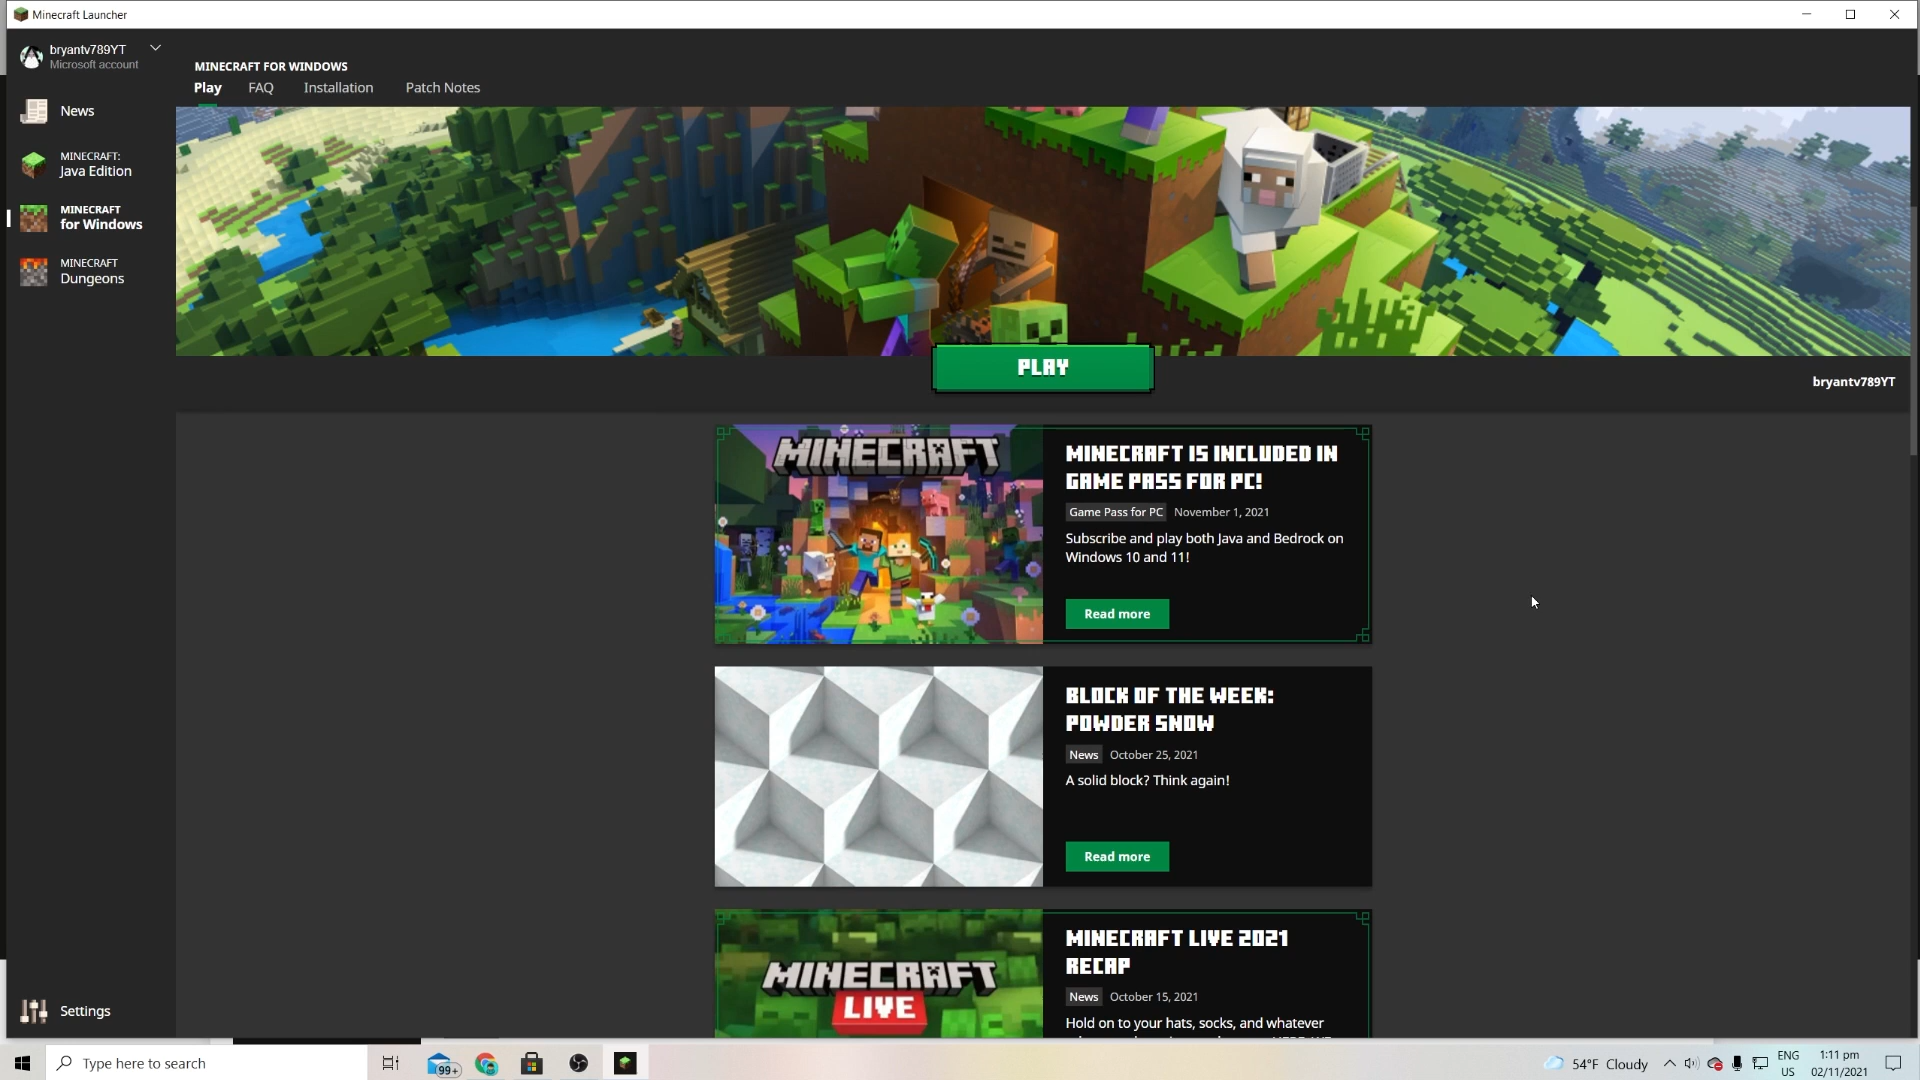 Minecraft Launcher
bryantv789YT
Microsoft account
News
MINECRAFT:
Java Edition
MINECRAFT
for Windows
MINECRAFT
Dungeons
Settings
MINECRAFT FOR WINDOWS
Play FAQ Installation Patch Notes
PLAY
bryantv789YT
MINECRAFT
MINECRAFT IS INCLUDED IN
GAME PASS FOR PC!
Game Pass for PC November 1, 2021
Subscribe and play both Java and Bedrock on
Windows 10 and 11!
Read more
BLOCK OF THE WEEK:
POWDER SNOW
News October 25, 2021
A solid block? Think again!
Read more
MINECRAFT
LIVE
MINECRAFT LIVE 2021
RECAP
News October 15, 2021
Hold on to your hats, socks, and whatever
Type here to search
99+
54°F Cloudy
ENG
US
1:11 pm
02/11/2021